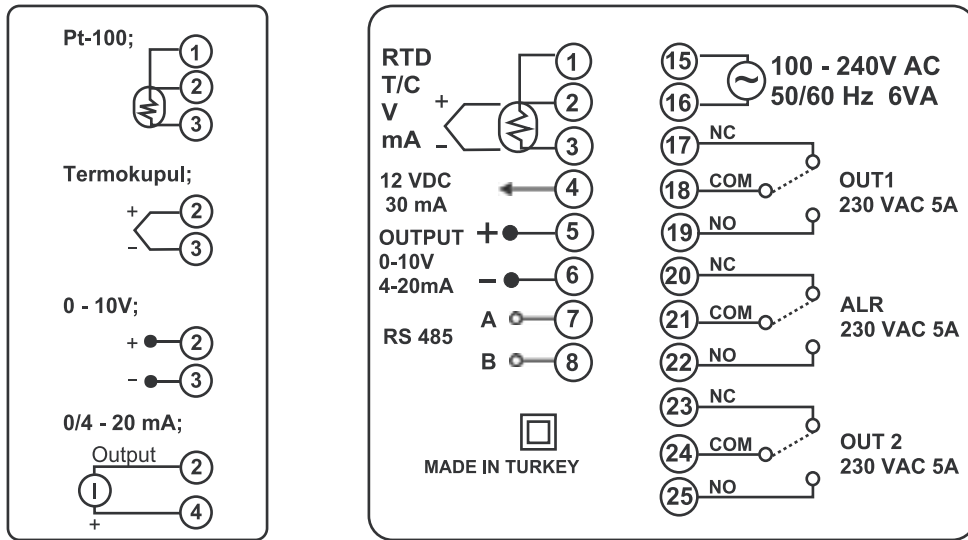 Pt-100;
1
2
3
Termokupul;
+
2
–
3
0 - 10V;
+
2
–
3
0/4 - 20 mA;
Output
2
I
+
4
RTD
T/C
V
mA
+
–
1
2
3
12 VDC
30 mA
4
OUTPUT
0-10V
4-20mA
+
5
–
6
RS 485
A
7
B
8
MADE IN TURKEY
15
16
~
100 - 240V AC
50/60 Hz 6VA
17
NC
18
COM
19
NO
OUT1
230 VAC 5A
20
NC
21
COM
22
NO
ALR
230 VAC 5A
23
NC
24
COM
25
NO
OUT 2
230 VAC 5A